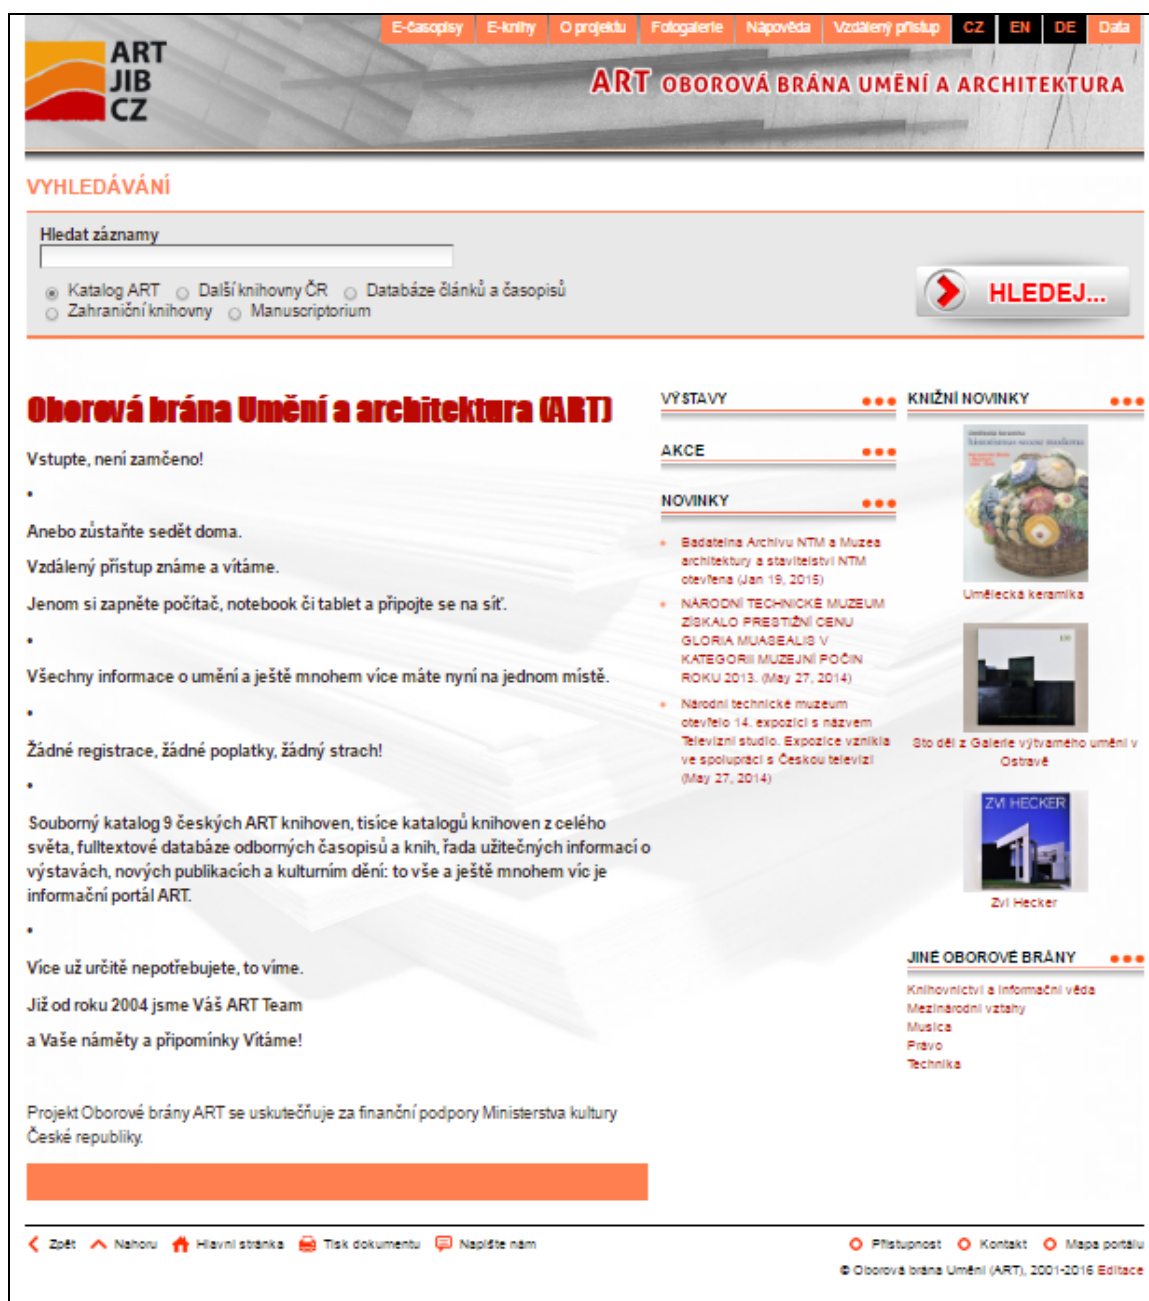 E-časopisy E-knihy O projektu Fotogalerie Nápověda Vzdálený přístup CZ EN DE Data
ART
JIB
CZ
ART OBOROVÁ BRÁNA UMĚNÍ A ARCHITEKTURA
VYHLEDÁVÁNÍ
Hledat záznamy
Katalog ART Další knihovny ČR Databáze článků a časopisů
Zahraniční knihovny Manuscriptorium
HLEDEJ...
Oborová brána Umění a architektura (ART)
Vstupte, není zamčeno!
•
Anebo zůstaňte sedět doma.
Vzdálený přístup známe a vítáme.
Jenom si zapněte počítač, notebook či tablet a připojte se na síť.
•
Všechny informace o umění a ještě mnohem více máte nyní na jednom místě.
•
Žádné registrace, žádné poplatky, žádný strach!
•
Souborný katalog 9 českých ART knihoven, tisíce katalogů knihoven z celého
světa, fulltextové databáze odborných časopisů a knih, řada užitečných informací o
výstavách, nových publikacích a kulturním dění: to vše a ještě mnohem víc je
informační portál ART.
•
Více už určitě nepotřebujete, to víme.
Již od roku 2004 jsme Váš ART Team
a Vaše náměty a připomínky Vítáme!
Projekt Oborové brány ART se uskutečňuje za finanční podpory Ministerstva kultury
České republiky.
VÝSTAVY
AKCE
NOVINKY
Badatelna Archivu NTM a Muzea
architektury a stavitelství NTM
otevřena (Jan 19, 2015)
NÁRODNÍ TECHNICKÉ MUZEUM
ZÍSKALO PRESTIŽNÍ CENU
GLORIA MUASEALIS V
KATEGORII MUZEJNÍ POČIN
ROKU 2013. (May 27, 2014)
Národní technické muzeum
otevřelo 14. expozici s názvem
Televizní studio. Expozice vznikla
ve spolupráci s Českou televizí
(May 27, 2014)
KNIŽNÍ NOVINKY
Umělecká keramika
historismus secese moderna
Umělecká keramika
100
Sto děl z Galerie výtvarného umění v
Ostravě
ZVI HECKER
Zvi Hecker
JINÉ OBOROVÉ BRÁNY
Knihovnictví a informační věda
Mezinárodní vztahy
Musica
Právo
Technika
Zpět Nahoru Hlavní stránka Tisk dokumentu Napište nám
Přístupnost Kontakt Mapa portálu
© Oborová brána Umění (ART), 2001-2016 Editace